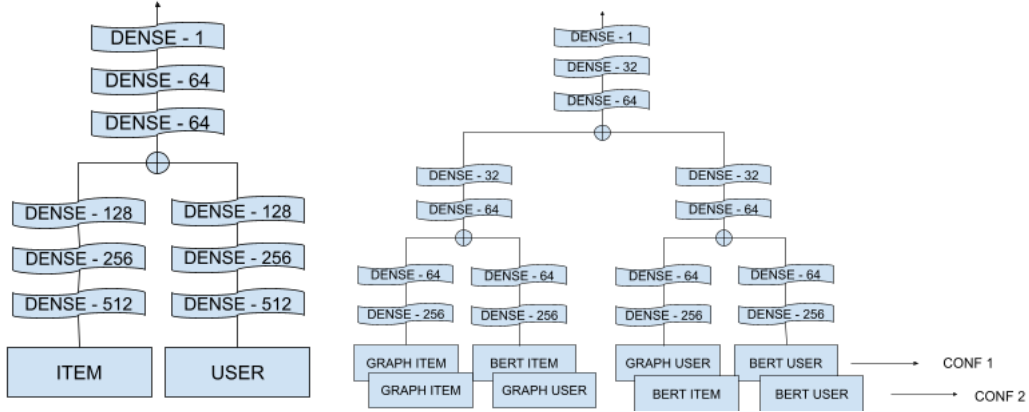 DENSE - 1
DENSE - 64
DENSE - 64
DENSE - 128 DENSE - 128
DENSE - 256 DENSE - 256
DENSE - 512 DENSE - 512
ITEM USER
DENSE - 1
DENSE - 32
DENSE - 64
DENSE - 32 DENSE - 32
DENSE - 64 DENSE - 64
DENSE - 64 DENSE - 64 DENSE - 64 DENSE - 64
DENSE - 256 DENSE - 256 DENSE - 256 DENSE - 256
GRAPH ITEM BERT ITEM GRAPH USER BERT USER CONF 1
GRAPH ITEM GRAPH USER BERT ITEM BERT USER CONF 2